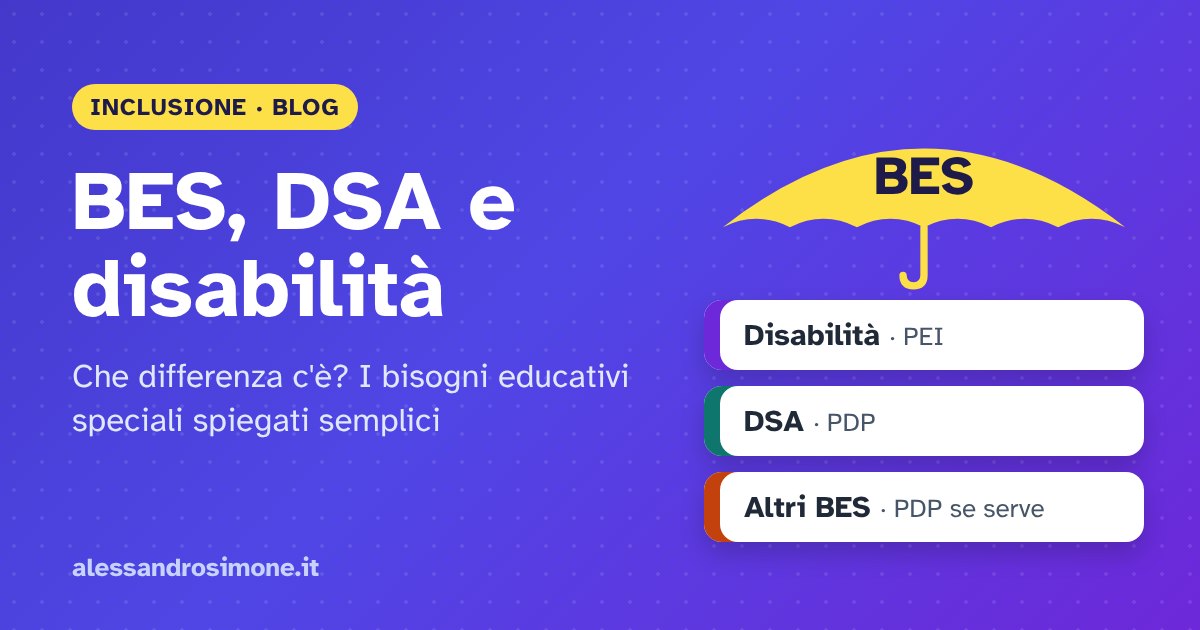 INCLUSIONE · BLOG
BES, DSA e
disabilità
Che differenza c'è? I bisogni educativi
speciali spiegati semplici
alessandrosimone.it
BES
Disabilità · PEI
DSA · PDP
Altri BES · PDP se serve